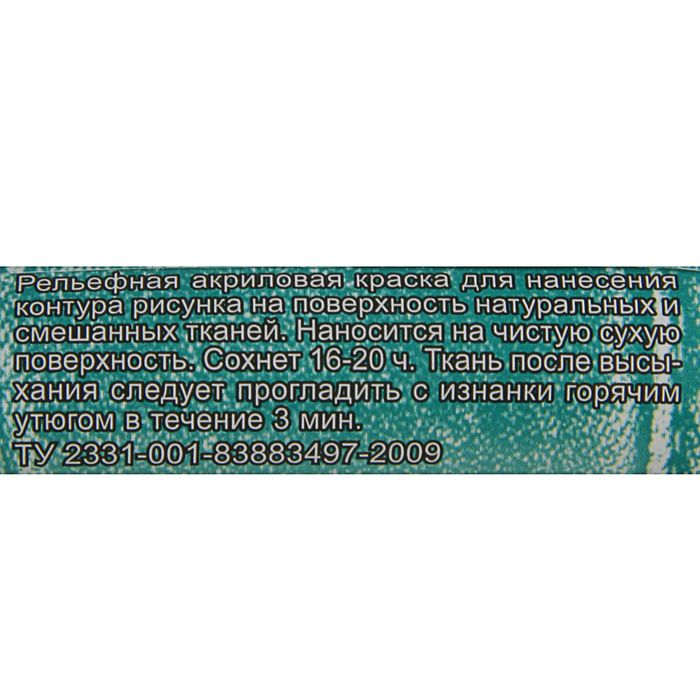 Рельефная акриловая краска для нанесения
контура рисунка на поверхность натуральных и
смешанных тканей. Наносится на чистую сухую
поверхность. Сохнет 16-20 ч. Ткань после высы-
хания следует прогладить с изнанки горячим
утюгом в течение 3 мин.
ТУ 2331-001-83883497-2009